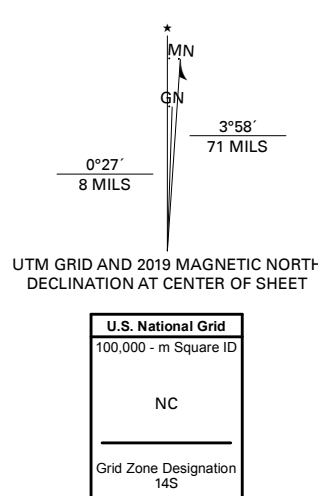 ★
MN
GN
3°58´
71 MILS
0°27´
8 MILS
UTM GRID AND 2019 MAGNETIC NORTH
DECLINATION AT CENTER OF SHEET
U.S. National Grid
100,000 - m Square ID
NC
Grid Zone Designation
14S